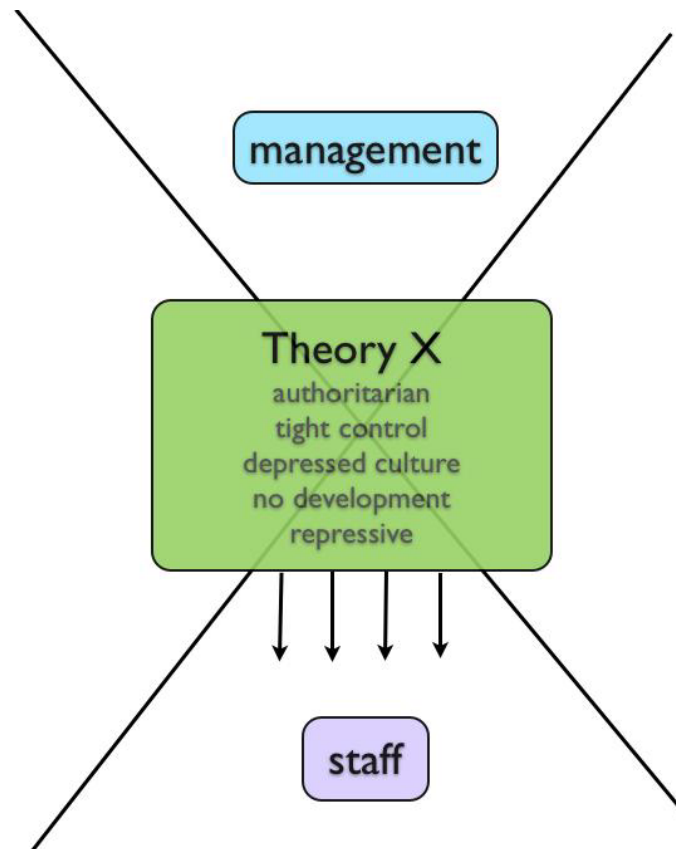 management
Theory X
authoritarian
tight control
depressed culture
no development
repressive
staff